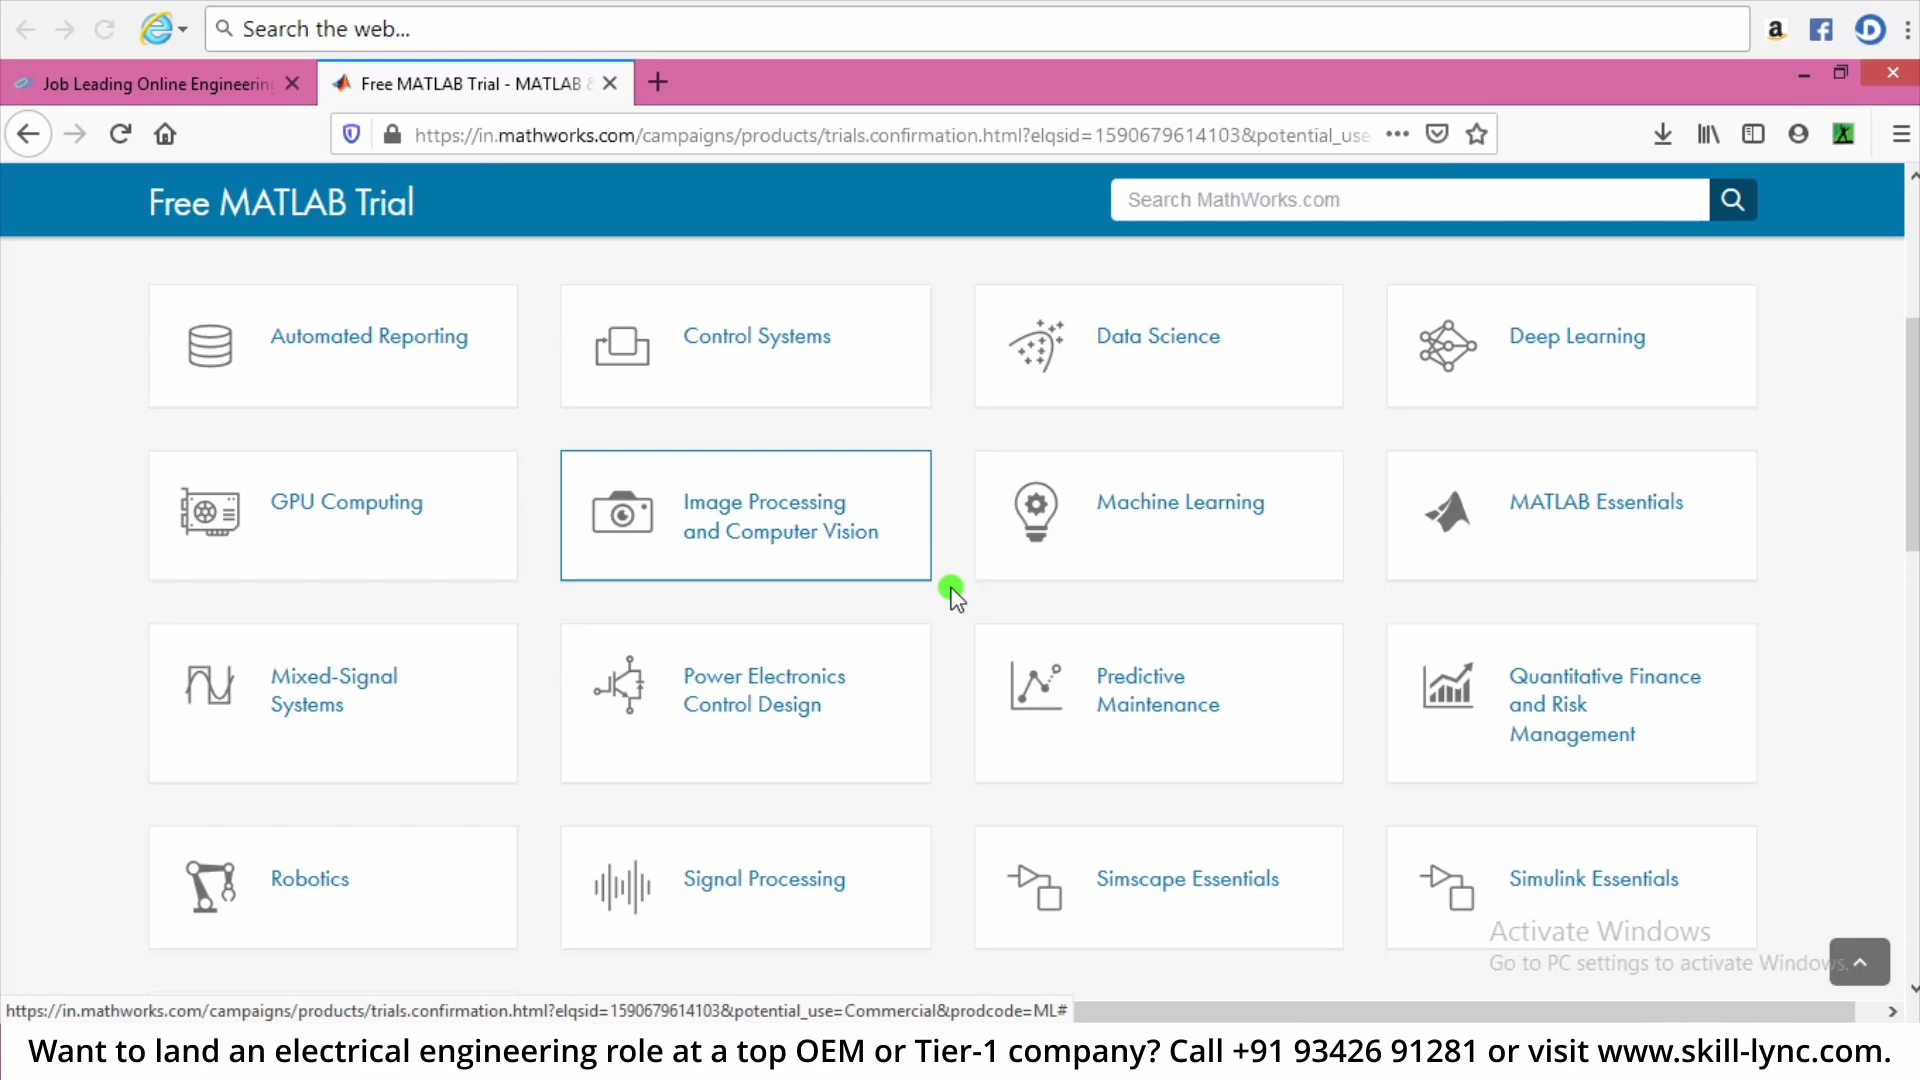 Search the web...
a
f
D
Job Leading Online Engineering
Free MATLAB Trial - MATLAB &
https://in.mathworks.com/campaigns/products/trials.confirmation.html?elqsid=1590679614103&potential_use
Free MATLAB Trial
Search MathWorks.com
Automated Reporting
Control Systems
Data Science
Deep Learning
GPU Computing
Image Processing
and Computer Vision
Machine Learning
MATLAB Essentials
Mixed-Signal
Systems
Power Electronics
Control Design
Predictive
Maintenance
Quantitative Finance
and Risk
Management
Robotics
Signal Processing
Simscape Essentials
Simulink Essentials
Activate Windows
Go to PC settings to activate Windows.
https://in.mathworks.com/campaigns/products/trials.confirmation.html?elqsid=1590679614103&potential_use=Commercial&prodcode=ML#
Want to land an electrical engineering role at a top OEM or Tier-1 company? Call +91 93426 91281 or visit www.skill-lync.com.